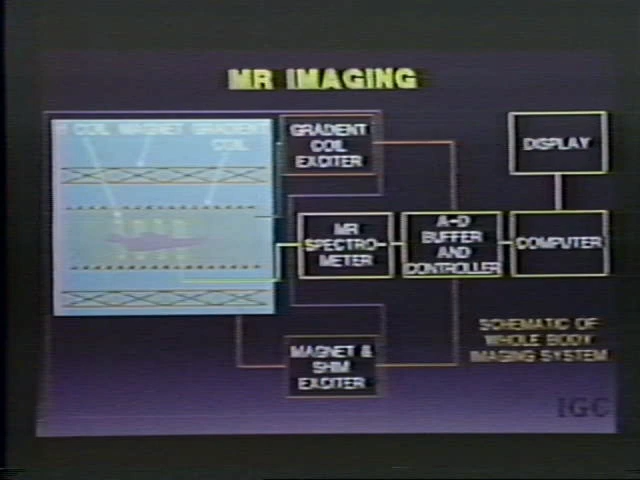 MR IMAGING
COIL MAGNET GRADIENT
COIL
GRADIENT
COIL
EXCITER
DISPLAY
MR
SPECTRO-
METER
A-D
BUFFER
AND
CONTROLLER
COMPUTER
MAGNET &
SHIM
EXCITER
SCHEMATIC OF
WHOLE BODY
IMAGING SYSTEM
IGC